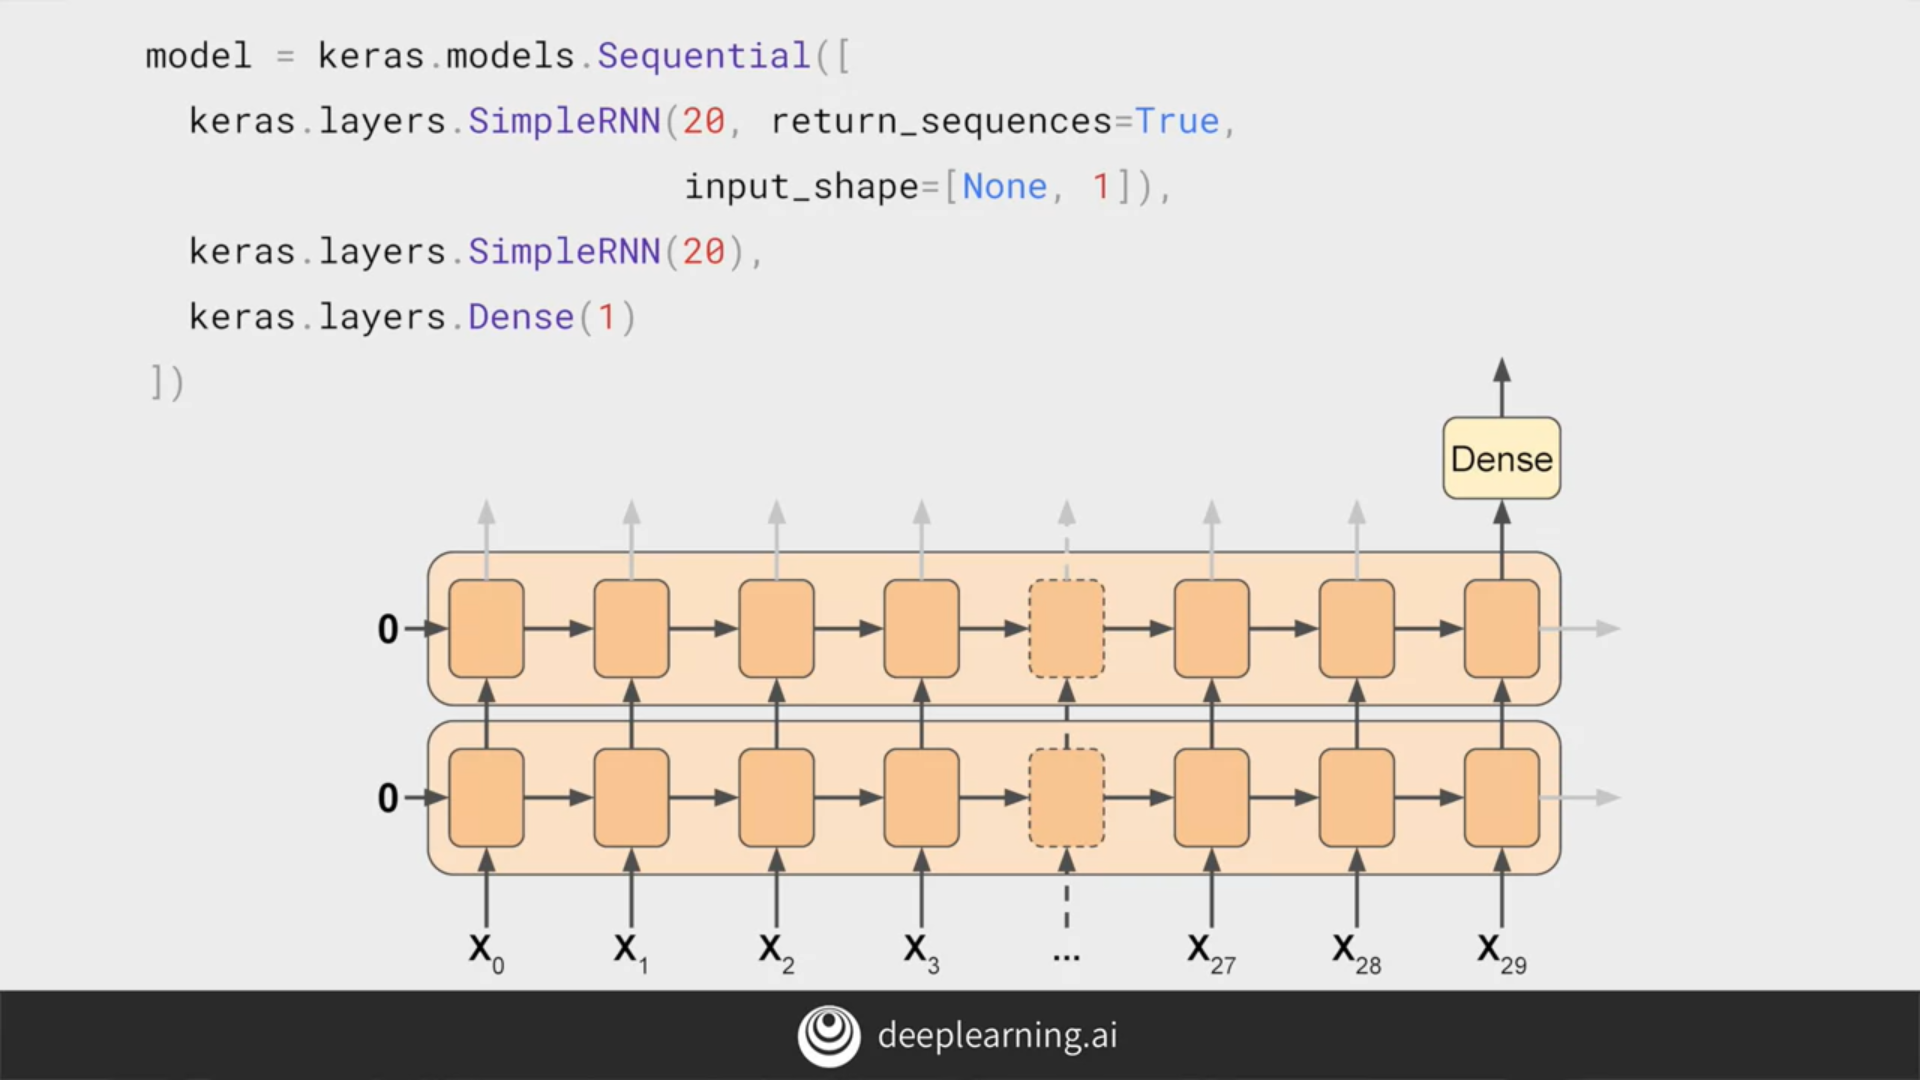 model = keras.models.Sequential([
keras.layers.SimpleRNN(20, return_sequences=True,
input_shape=[None, 1]),
keras.layers.SimpleRNN(20),
keras.layers.Dense(1)
])
Dense
0
0
X0 X1 X2 X3 ... X27 X28 X29
deeplearning.ai